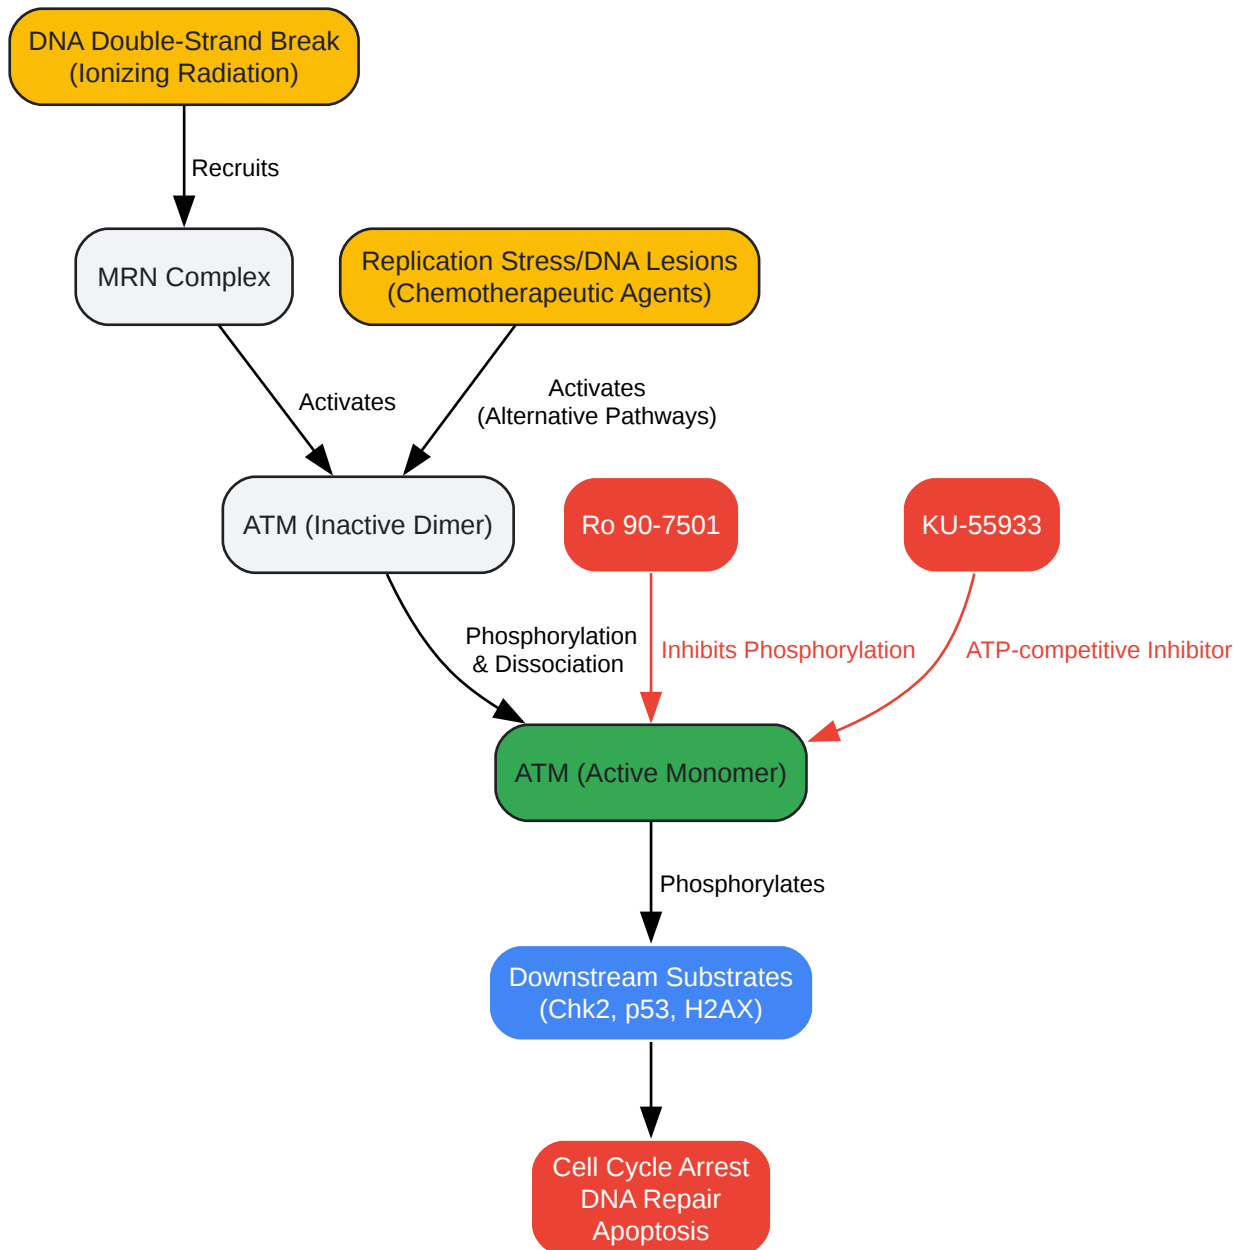 DNA Double-Strand Break
(Ionizing Radiation)
Recruits
MRN Complex
Replication Stress/DNA Lesions
(Chemotherapeutic Agents)
Activates
Activates
(Alternative Pathways)
ATM (Inactive Dimer)
Ro 90-7501
KU-55933
Phosphorylation
& Dissociation
Inhibits Phosphorylation
ATP-competitive Inhibitor
ATM (Active Monomer)
Phosphorylates
Downstream Substrates
(Chk2, p53, H2AX)
Cell Cycle Arrest
DNA Repair
Apoptosis